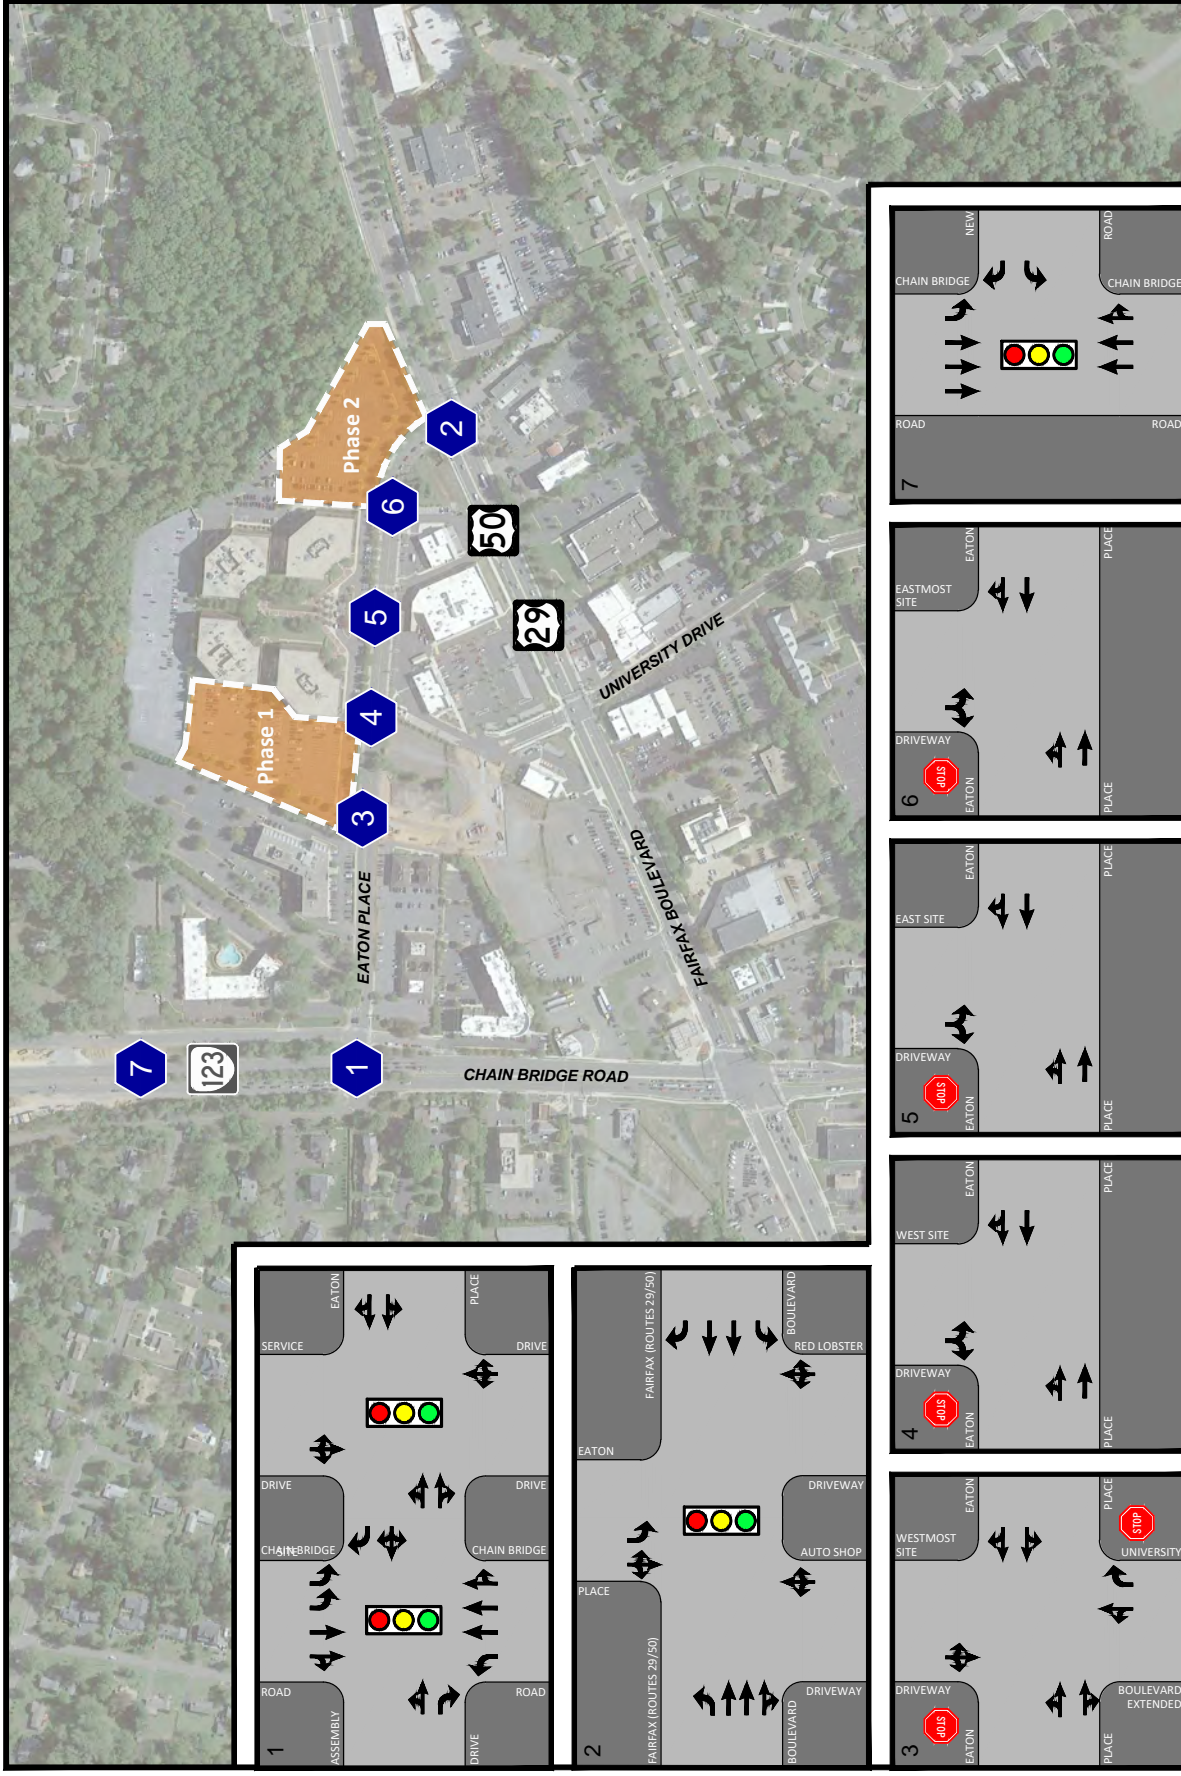 Phase 1
Phase 2
7
123
1
EATON PLACE
CHAIN BRIDGE ROAD
3
4
5
6
2
50
29
UNIVERSITY DRIVE
FAIRFAX BOULEVARD
1
ASSEMBLY
ROAD
CHAIN BRIDGE
SITE
DRIVE
SERVICE
EATON
DRIVE
ROAD
CHAIN BRIDGE
DRIVE
DRIVE
PLACE
2
FAIRFAX (ROUTES 29/50)
PLACE
EATON
FAIRFAX (ROUTES 29/50)
BOULEVARD
DRIVEWAY
AUTO SHOP
DRIVEWAY
RED LOBSTER
BOULEVARD
3
STOP
EATON
DRIVEWAY
WESTMOST
SITE
EATON
PLACE
BOULEVARD
EXTENDED
UNIVERSITY
STOP
PLACE
4
STOP
EATON
DRIVEWAY
WEST SITE
EATON
PLACE
PLACE
5
STOP
EATON
DRIVEWAY
EAST SITE
EATON
PLACE
PLACE
6
STOP
EATON
DRIVEWAY
EASTMOST
SITE
EATON
PLACE
PLACE
7
ROAD
CHAIN BRIDGE
NEW
ROAD
CHAIN BRIDGE
ROAD